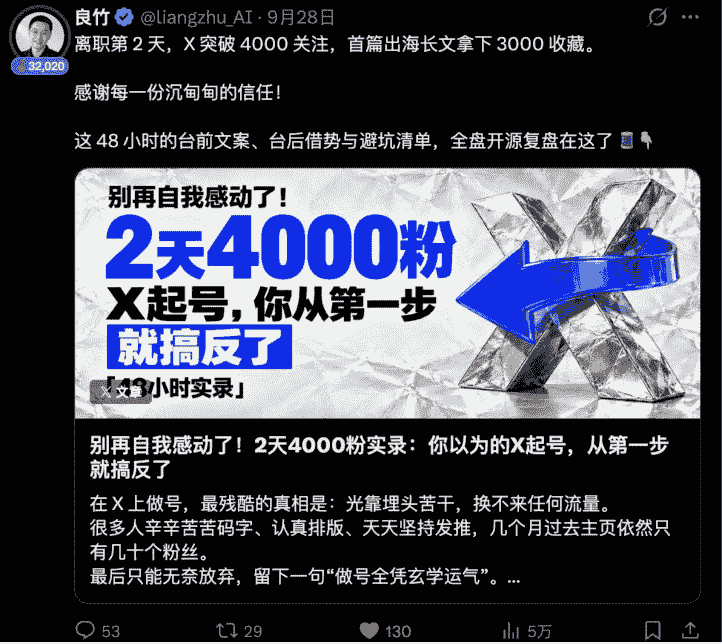 良竹 @liangzhu_AI · 9月28日
离职第 2 天，X 突破 4000 关注，首篇出海长文拿下 3000 收藏。
32,020
感谢每一份沉甸甸的信任！
这 48 小时的台前文案、台后借势与避坑清单，全盘开源复盘在这了
别再自我感动了！
2天4000粉
X起号，你从第一步
就搞反了
「48小时实录」
X 文章
别再自我感动了！2天4000粉实录：你以为的X起号，从第一步
就搞反了
在 X 上做号，最残酷的真相是：光靠埋头苦干，换不来任何流量。
很多人辛辛苦苦码字、认真排版、天天坚持发推，几个月过去主页依然只
有几十个粉丝。
最后只能无奈放弃，留下一句“做号全凭玄学运气”。...
53 29 130 5万